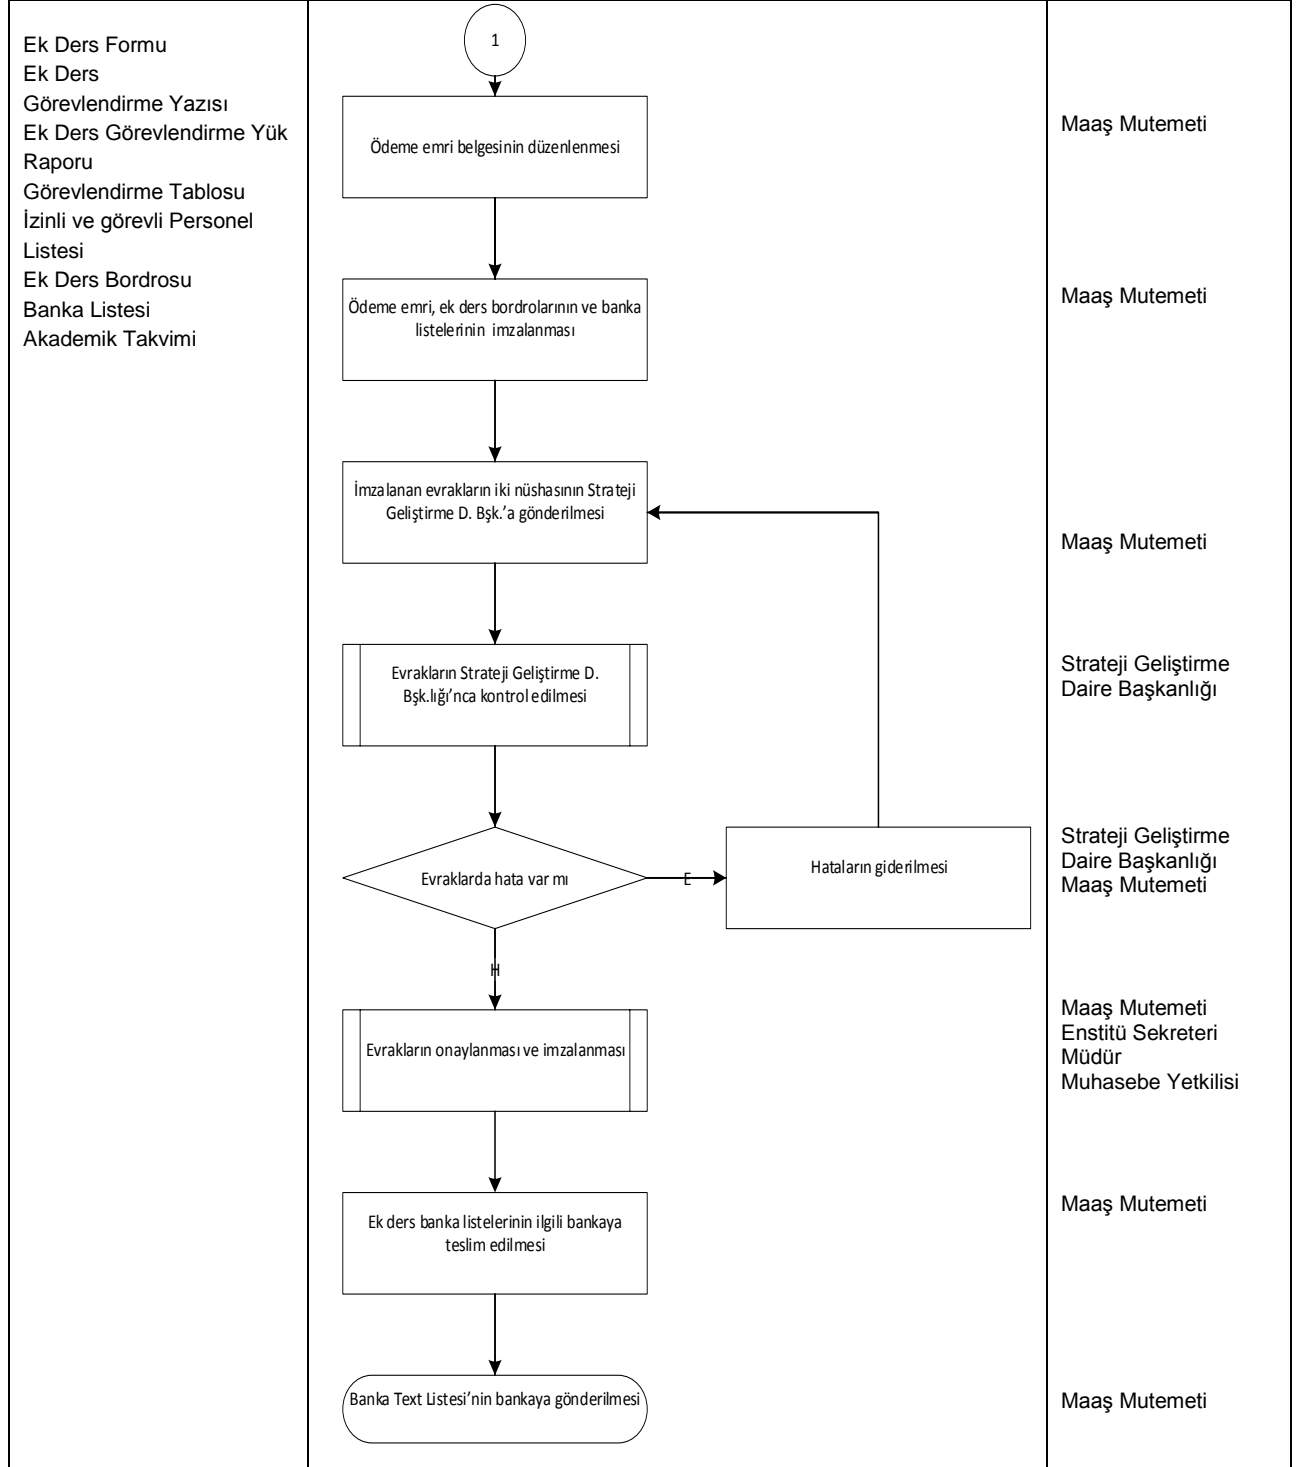 Ek Ders Formu
Ek Ders
Görevlendirme Yazısı
Ek Ders Görevlendirme Yük
Raporu
Görevlendirme Tablosu
İzinli ve görevli Personel
Listesi
Ek Ders Bordrosu
Banka Listesi
Akademik Takvimi
1
Ödeme emri belgesinin düzenlenmesi
Maaş Mutemeti
Ödeme emri, ek ders bordrolarının ve banka
listelerinin imzalanması
Maaş Mutemeti
İmzalanan evrakların iki nüshasının Strateji
Geliştirme D. Bşk.’a gönderilmesi
Maaş Mutemeti
Evrakların Strateji Geliştirme D.
Bşk.lığı’nca kontrol edilmesi
Strateji Geliştirme
Daire Başkanlığı
Evraklarda hata var mı
E
Hataların giderilmesi
Strateji Geliştirme
Daire Başkanlığı
Maaş Mutemeti
H
Evrakların onaylanması ve imzalanması
Maaş Mutemeti
Enstitü Sekreteri
Müdür
Muhasebe Yetkilisi
Ek ders banka listelerinin ilgili bankaya
teslim edilmesi
Maaş Mutemeti
Banka Text Listesi’nin bankaya gönderilmesi
Maaş Mutemeti